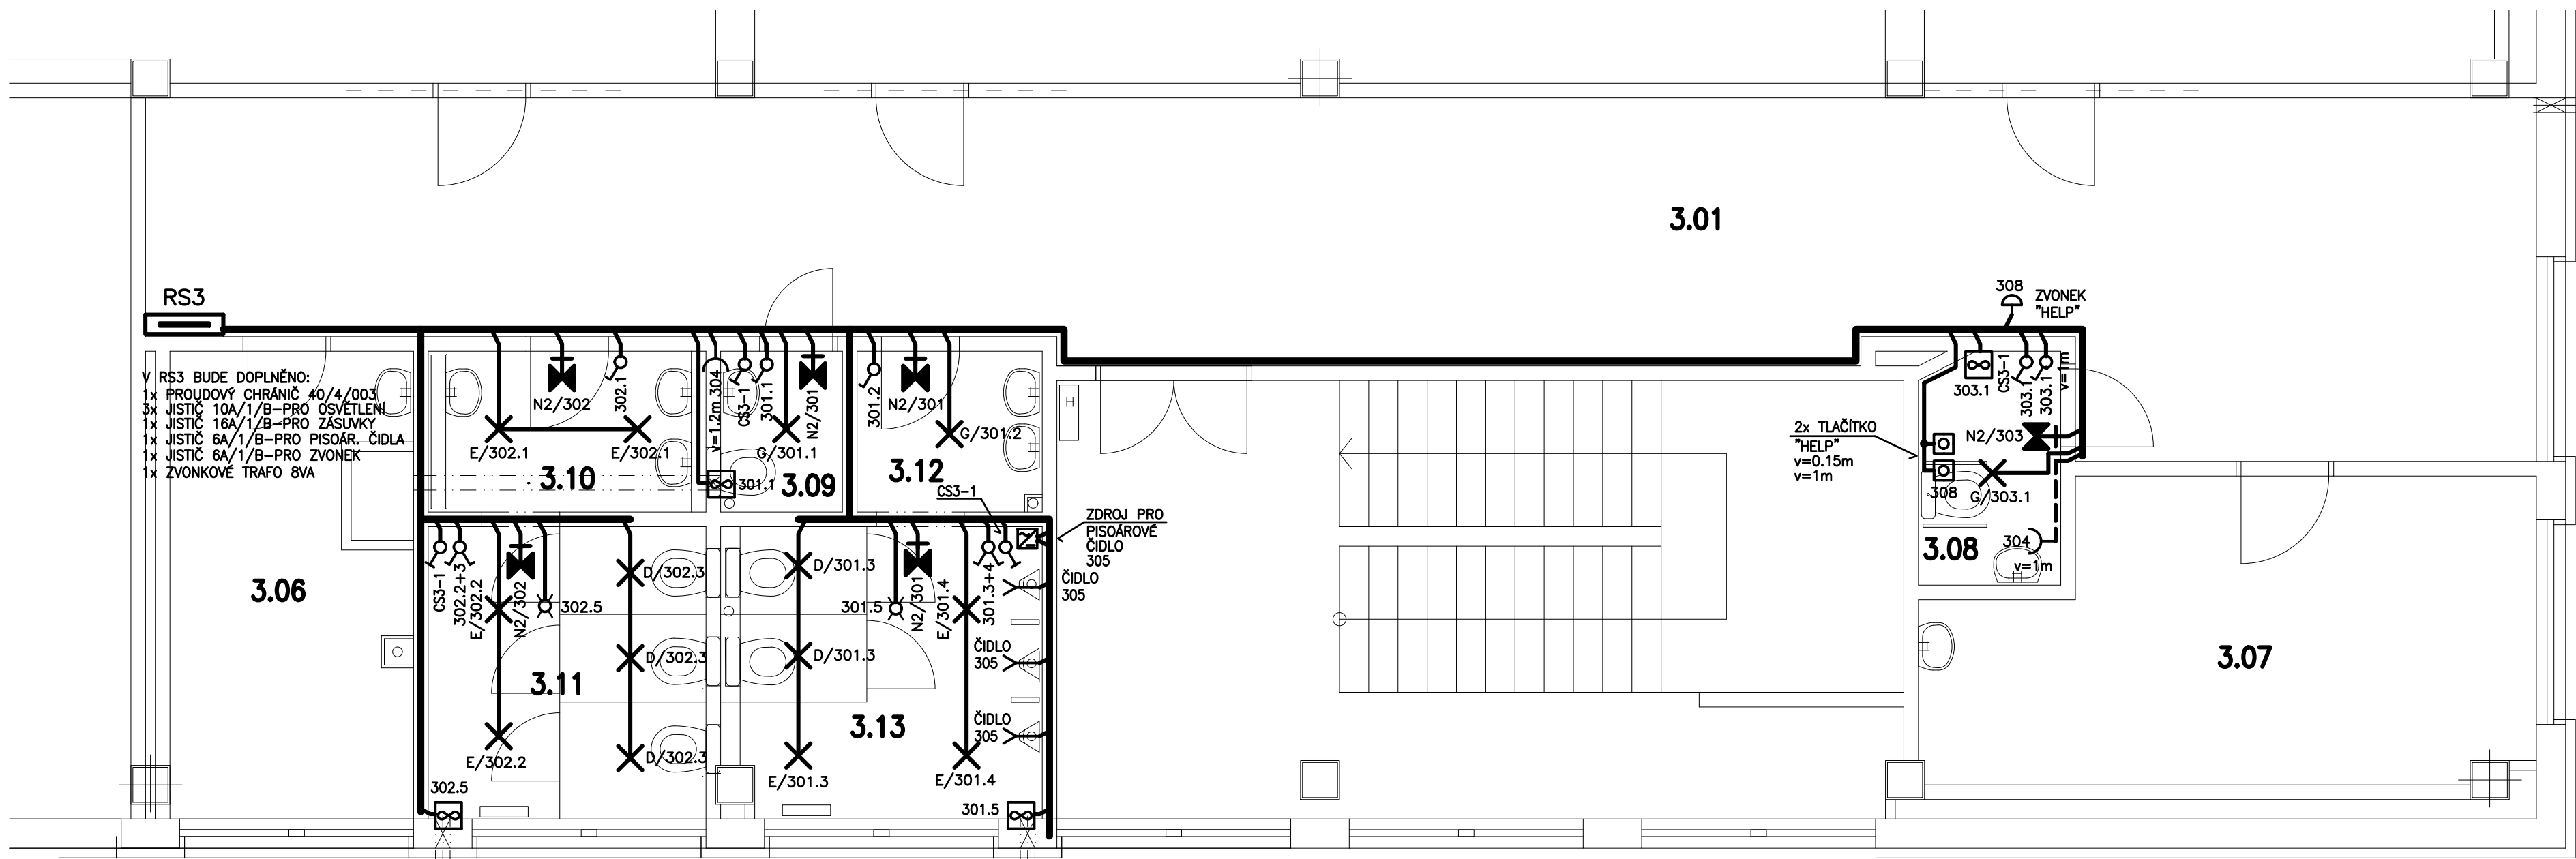 3.01
RS3
308
ZVONEK
"HELP"
V RS3 BUDE DOPLNĚNO:
1x PROUDOVÝ CHRÁNIČ 40/4/003
3x JISTIČ 10A/1/B-PRO OSVĚTLENÍ
1x JISTIČ 16A/1/B-PRO ZÁSUVKY
1x JISTIČ 6A/1/B-PRO PISOÁR. ČIDLA
1x JISTIČ 6A/1/B-PRO ZVONEK
1x ZVONKOVÉ TRAFO 8VA
N2/302
302.1
E/302.1
E/302.1
3.10
v=1.2m 304
CS3-1
301.1
N2/301
G/301.1
301.1
3.09
301.2
N2/301
G/301.2
3.12
CS3-1
H
ZDROJ PRO
PISOÁROVÉ
ČIDLO
305
ČIDLO
305
ČIDLO
305
ČIDLO
305
3.06
CS3-1
302.2+3
E/302.2
N2/302
302.5
D/302.3
D/302.3
D/302.3
3.11
E/302.2
302.5
D/301.3
D/301.3
301.5
N2/301
E/301.4
301.3+4
3.13
E/301.3
E/301.4
301.5
2x TLAČÍTKO
"HELP"
v=0.15m
v=1m
303.1
CS3-1
303.1
303.1
v=1m
N2/303
308
G/303.1
3.08
304
v=1m
3.07